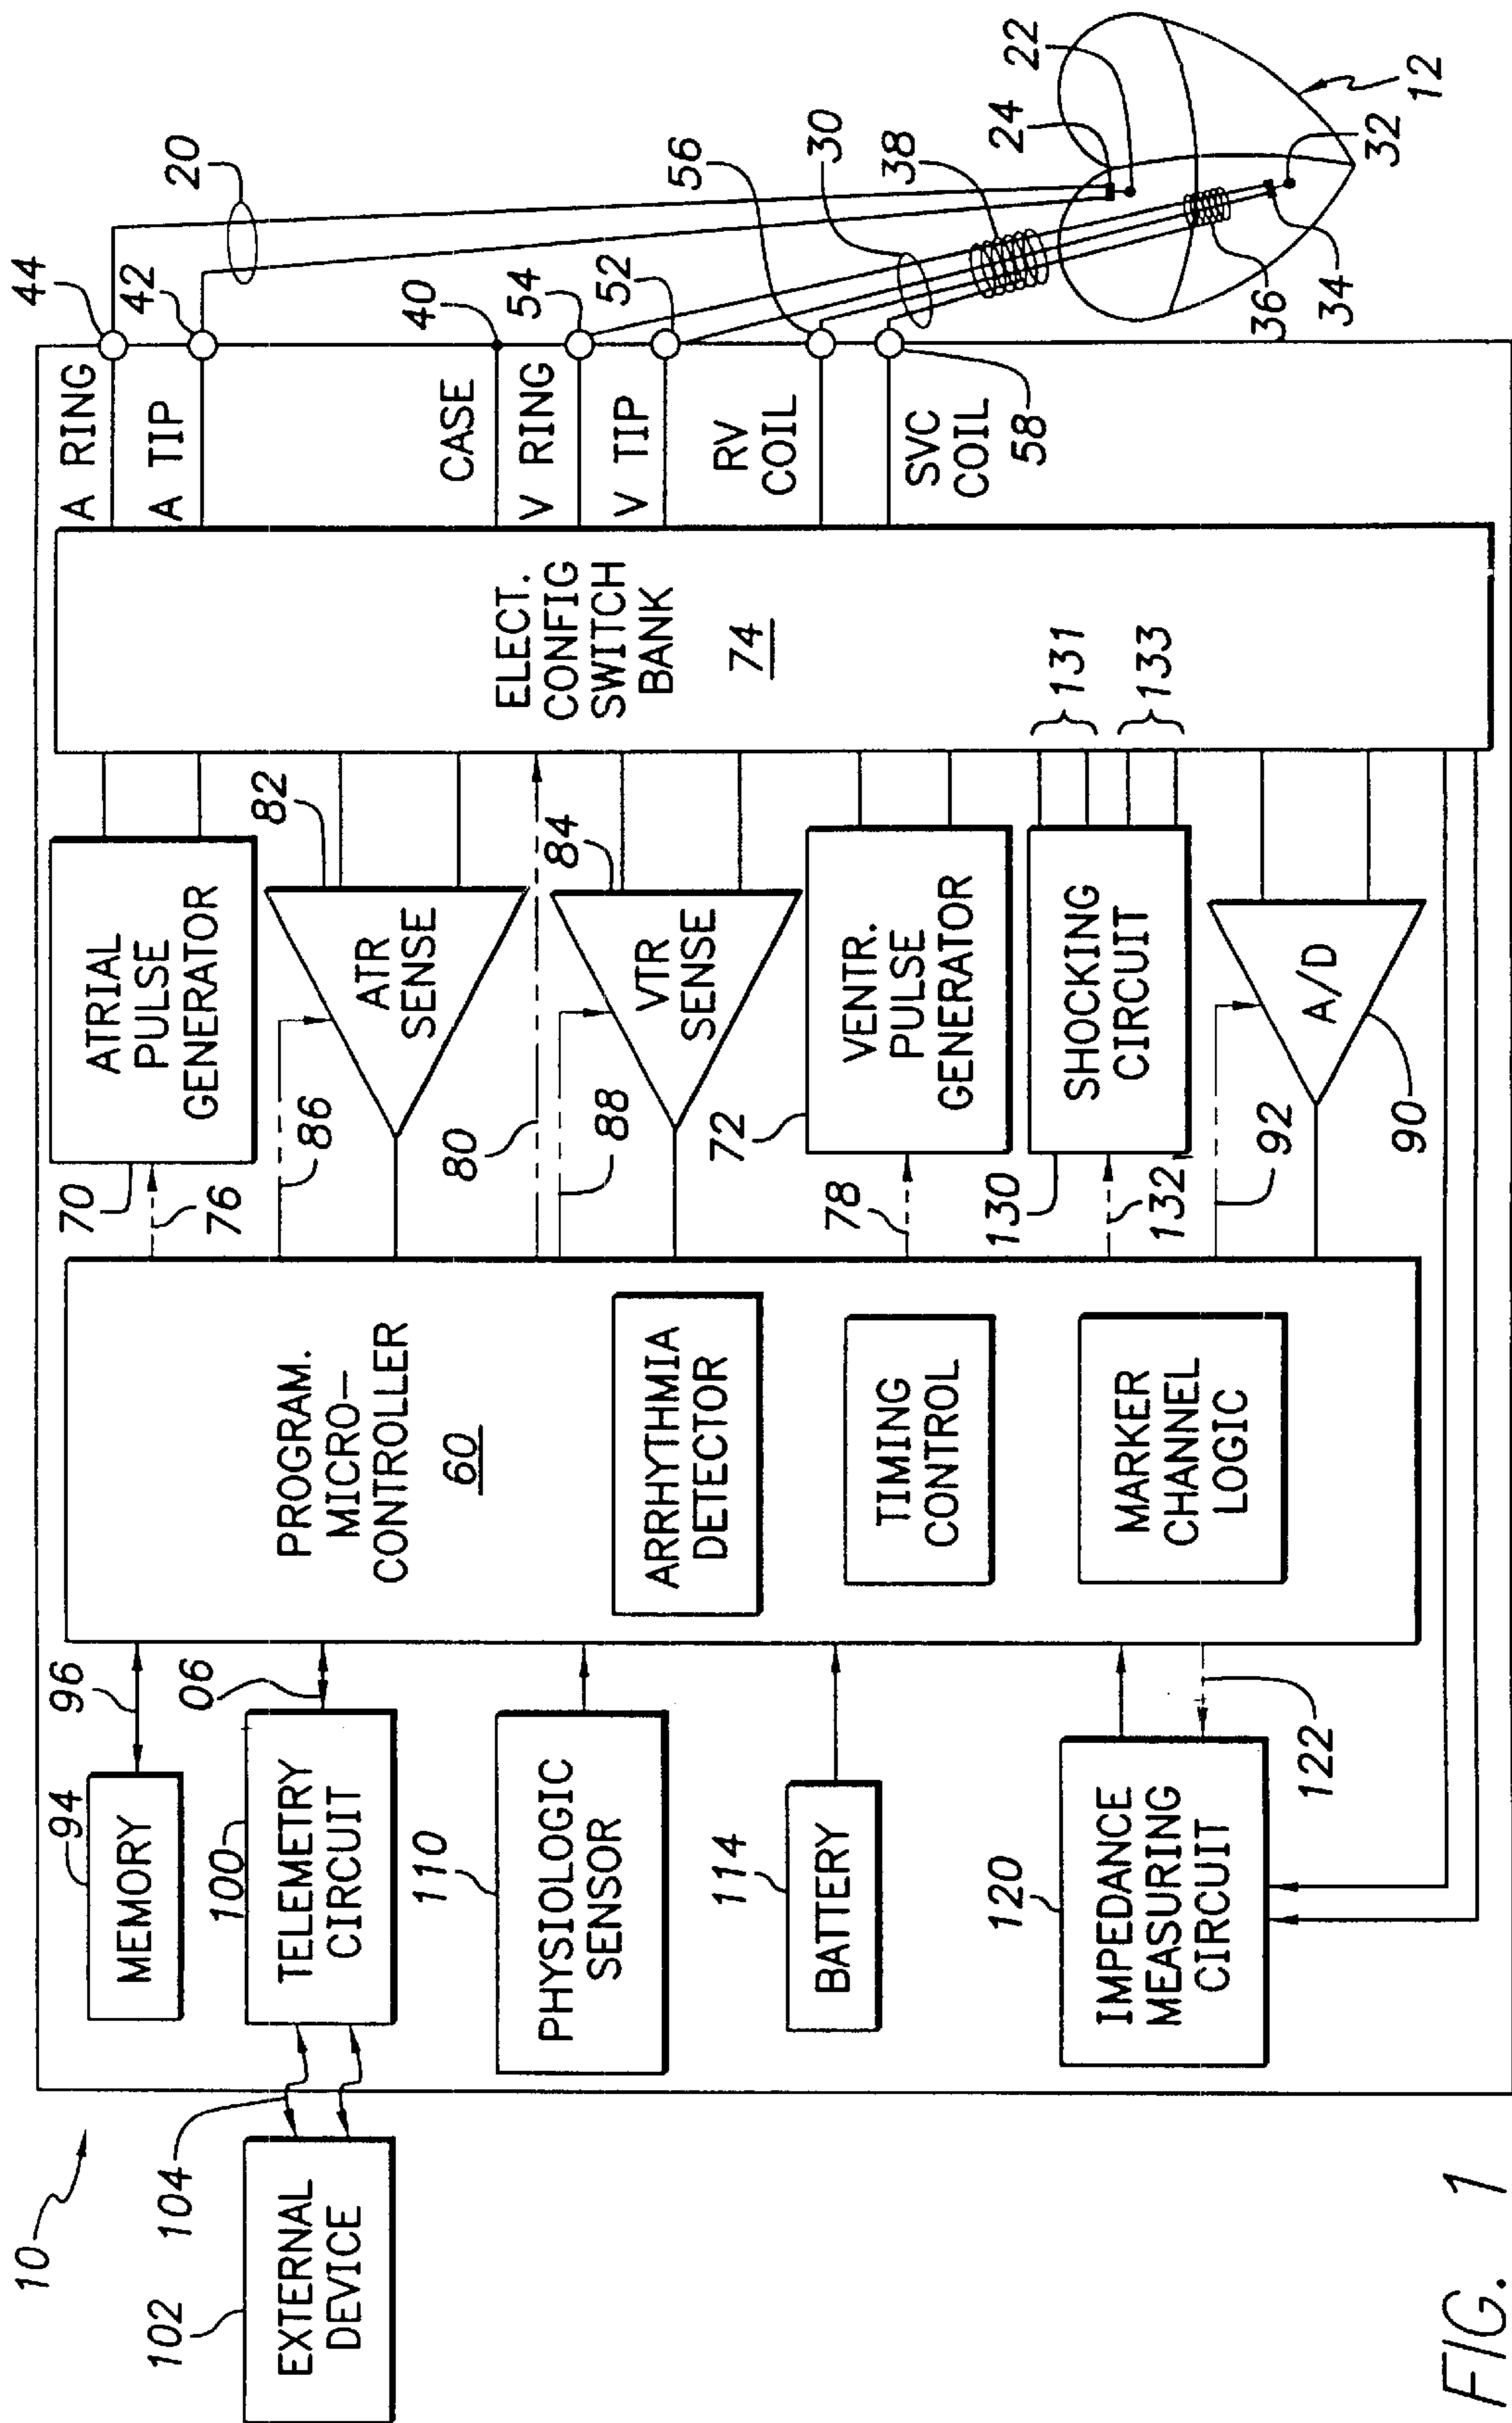 10
102
EXTERNAL
DEVICE
104
94
MEMORY
96
100
TELEMETRY
CIRCUIT
06
110
PHYSIOLOGIC
SENSOR
114
BATTERY
120
IMPEDANCE
MEASURING
CIRCUIT
122
PROGRAM.
MICRO-
CONTROLLER
60
ARRHYTHMIA
DETECTOR
TIMING
CONTROL
MARKER
CHANNEL
LOGIC
70
76
ATRIAL
PULSE
GENERATOR
86
ATR
SENSE
82
80
88
VTR
SENSE
84
72
78
VENTR.
PULSE
GENERATOR
130
132
SHOCKING
CIRCUIT
131
133
92
A/D
90
ELECT.
CONFIG
SWITCH
BANK
74
A RING
44
A TIP
42
CASE
40
V RING
54
V TIP
52
RV
COIL
56
SVC
COIL
58
20
30
38
24
22
36
34
32
12
FIG. 1